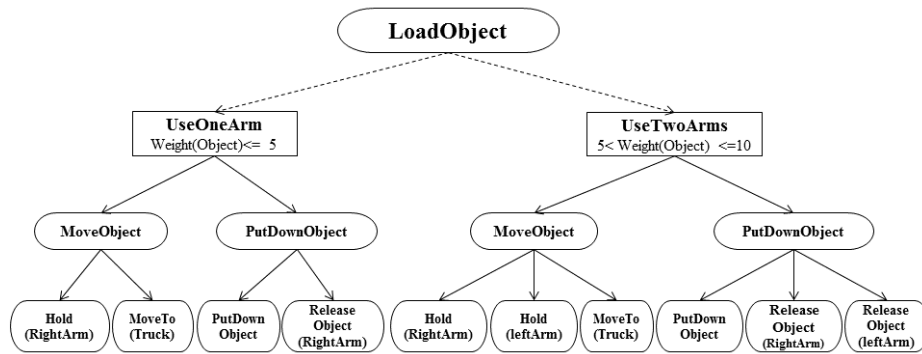 LoadObject
UseOneArm
Weight(Object)<= 5
UseTwoArms
5< Weight(Object) <=10
MoveObject
PutDownObject
MoveObject
PutDownObject
Hold
(RightArm)
MoveTo
(Truck)
PutDown
Object
Release
Object
(RightArm)
Hold
(RightArm)
Hold
(leftArm)
MoveTo
(Truck)
PutDown
Object
Release
Object
(RightArm)
Release
Object
(leftArm)